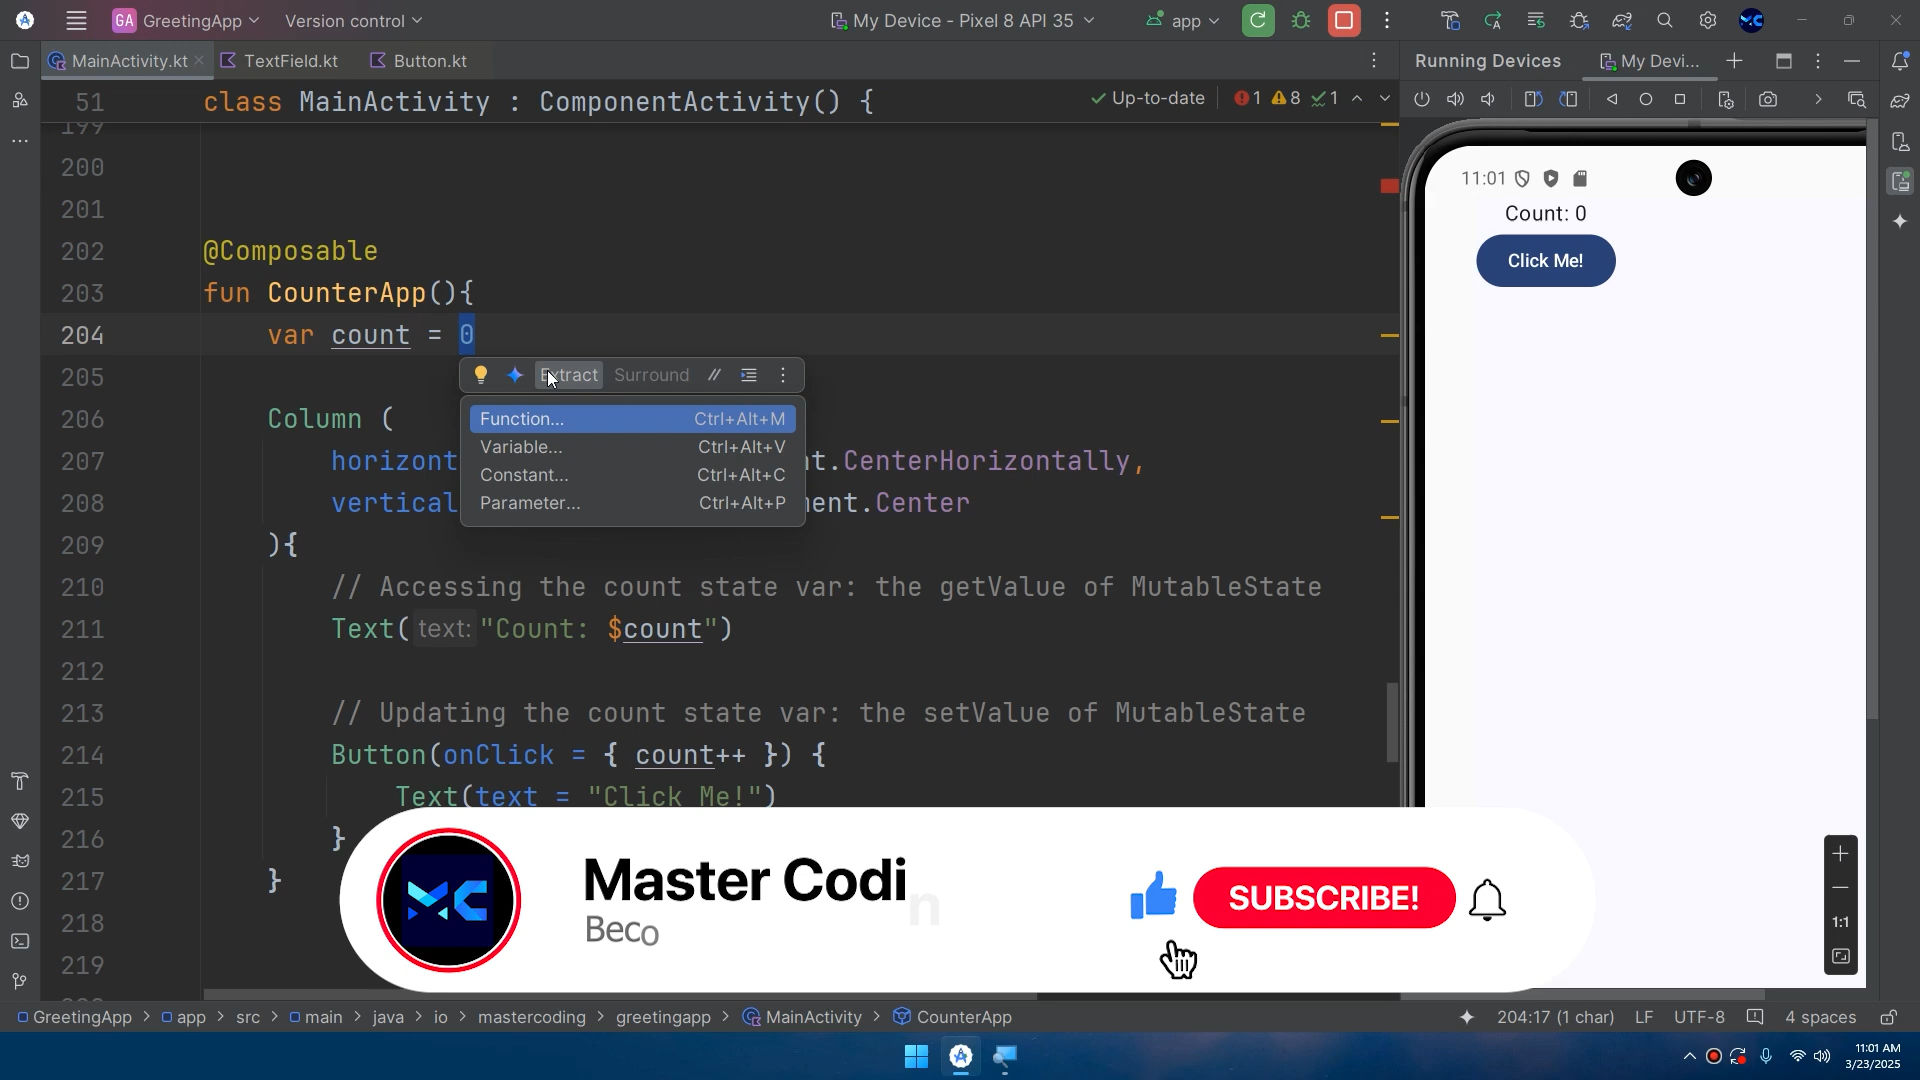 GA GreetingApp Version control My Device - Pixel 8 API 35 app
MainActivity.kt TextField.kt Button.kt Running Devices My Devi...
51 class MainActivity : ComponentActivity() { Up-to-date 1 8 1
199
200
201
202 @Composable
203 fun CounterApp(){
204 var count = 0
205
Extract Surround //
Function... Ctrl+Alt+M
Variable... Ctrl+Alt+V
Constant... Ctrl+Alt+C
Parameter... Ctrl+Alt+P
206 Column (
207 horizont t.CenterHorizontally,
208 vertical ent.Center
209 ){
210 // Accessing the count state var: the getValue of MutableState
211 Text( text: "Count: $count")
212
213 // Updating the count state var: the setValue of MutableState
214 Button(onClick = { count++ }) {
215 Text(text = "Click Me!")
216 }
217 }
218
219
11:01
Count: 0
Click Me!
1:1
MC
Master Codin
Beco
SUBSCRIBE!
GreetingApp > app > src > main > java > io > mastercoding > greetingapp > MainActivity > CounterApp 204:17 (1 char) LF UTF-8 4 spaces
11:01 AM
3/23/2025